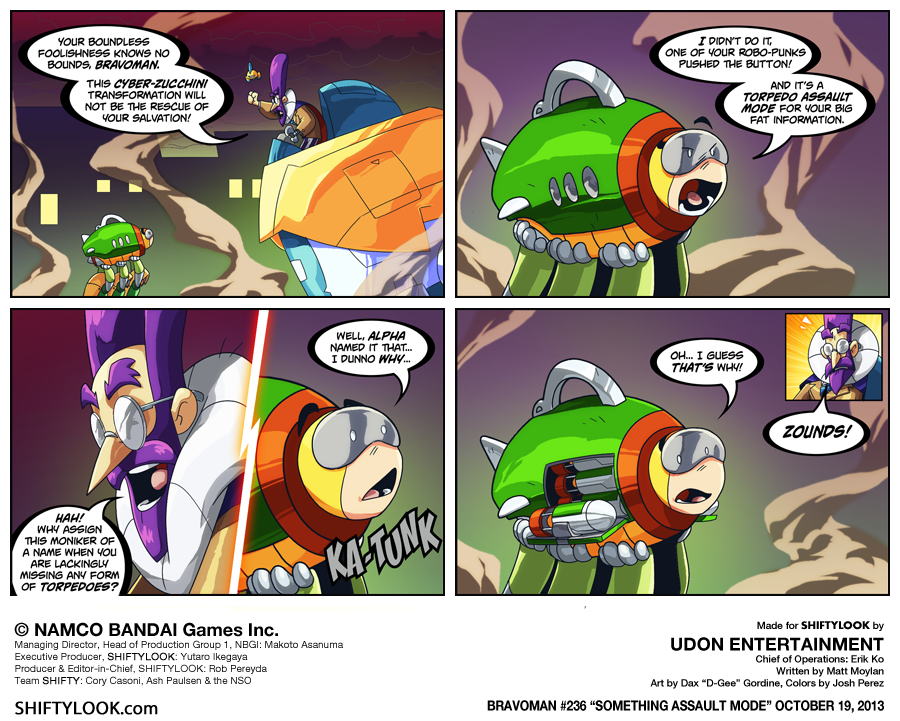 YOUR BOUNDLESS
FOOLISHNESS KNOWS NO
BOUNDS, BRAVOMAN.
THIS CYBER-ZUCCHINI
TRANSFORMATION WILL
NOT BE THE RESCUE OF
YOUR SALVATION!
I DIDN'T DO IT,
ONE OF YOUR ROBO-PUNKS
PUSHED THE BUTTON!
AND IT'S A
TORPEDO ASSAULT
MODE FOR YOUR BIG
FAT INFORMATION.
HAH!
WHY ASSIGN
THIS MONIKER OF
A NAME WHEN YOU
ARE LACKINGLY
MISSING ANY FORM
OF TORPEDOES?
WELL, ALPHA
NAMED IT THAT...
I DUNNO WHY...
KA-TUNK
OH... I GUESS
THAT'S WHY!
ZOUNDS!
© NAMCO BANDAI Games Inc.
Managing Director, Head of Production Group 1, NBGI: Makoto Asanuma
Executive Producer, SHIFTYLOOK: Yutaro Ikegaya
Producer & Editor-in-Chief, SHIFTYLOOK: Rob Pereyda
Team SHIFTY: Cory Casoni, Ash Paulsen & the NSO
SHIFTYLOOK.com
Made for SHIFTYLOOK by
UDON ENTERTAINMENT
Chief of Operations: Erik Ko
Written by Matt Moylan
Art by Dax "D-Gee" Gordine, Colors by Josh Perez
BRAVOMAN #236 "SOMETHING ASSAULT MODE" OCTOBER 19, 2013